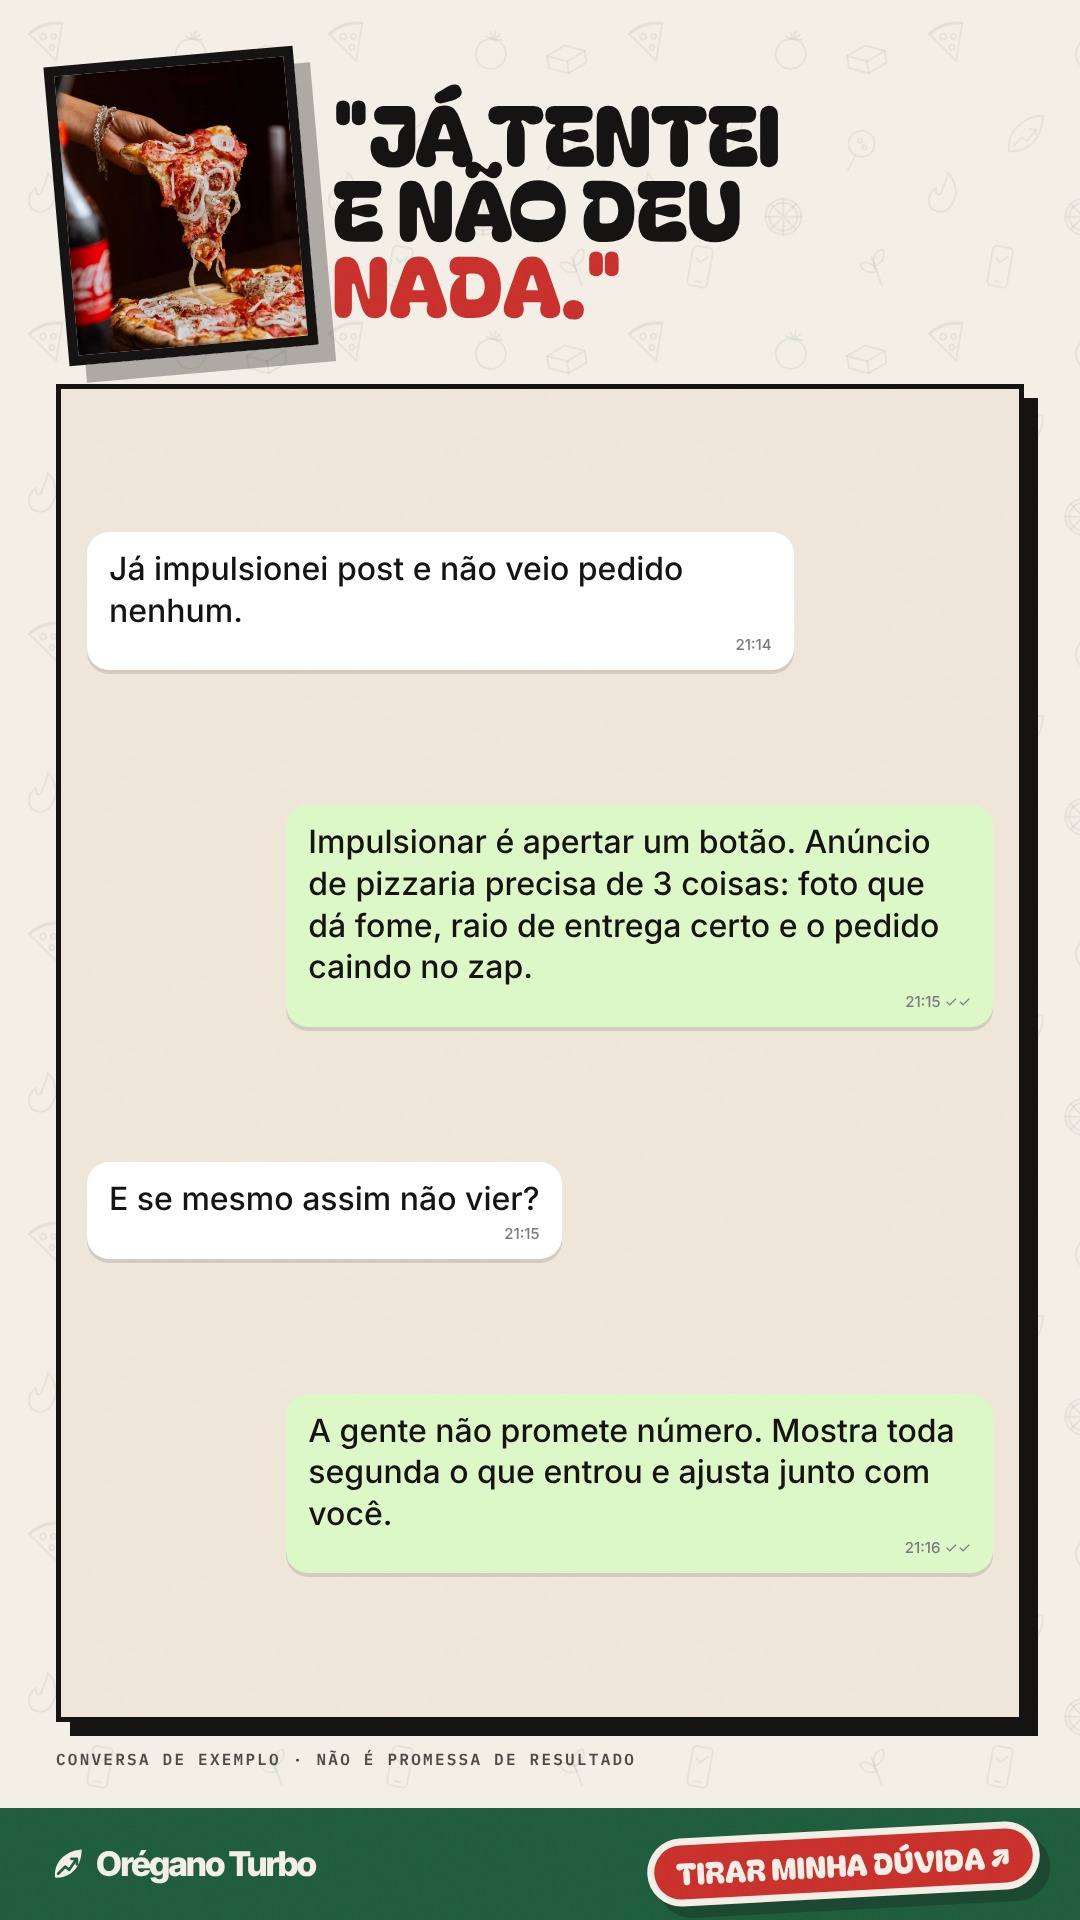 "JÁ TENTEI
E NÃO DEU
NADA."
Já impulsionei post e não veio pedido
nenhum.
21:14
Impulsionar é apertar um botão. Anúncio
de pizzaria precisa de 3 coisas: foto que
dá fome, raio de entrega certo e o pedido
caindo no zap.
21:15 ✓✓
E se mesmo assim não vier?
21:15
A gente não promete número. Mostra toda
segunda o que entrou e ajusta junto com
você.
21:16 ✓✓
CONVERSA DE EXEMPLO · NÃO É PROMESSA DE RESULTADO
Orégano Turbo
TIRAR MINHA DÚVIDA ↗